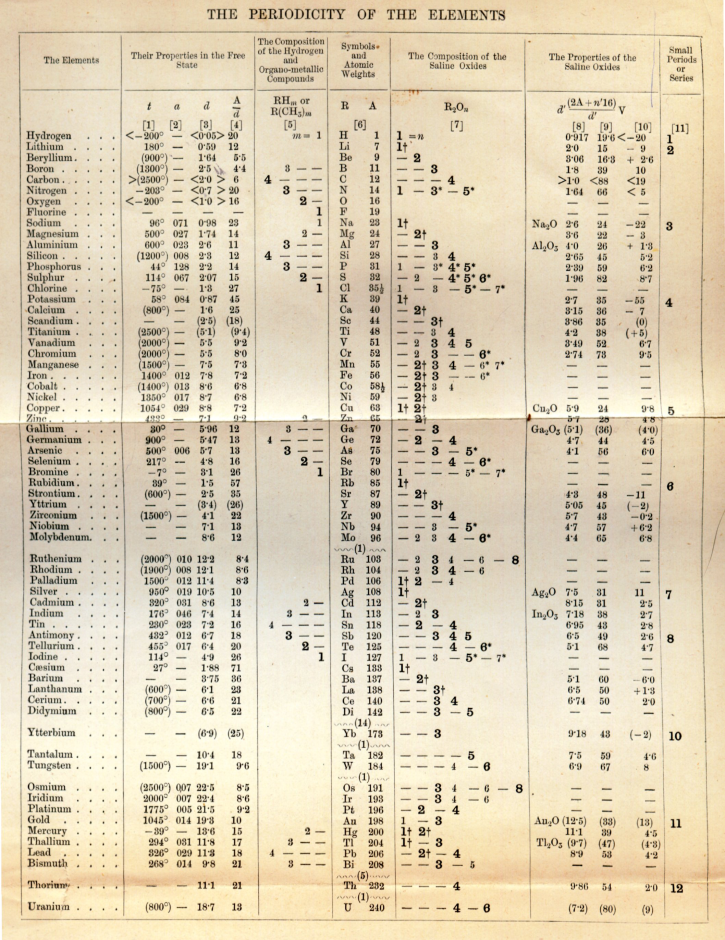 THE PERIODICITY OF THE ELEMENTS
The Elements Their Properties in the Free State The Composition of the Hydrogen and Organo-metallic Compounds Symbols and Atomic Weights The Composition of the Saline Oxides The Properties of the Saline Oxides Small Periods or Series
t a d A/d RHm or R(CH3)m R A R2On d' (2A+n'16)/d' V
[1] [2] [3] [4] [5] [6] [7] [8] [9] [10] [11]
Hydrogen . . . <–200° — <0·05> 20 m = 1 H 1 1 =n 0·917 19·6 <–20 1
Lithium . . . . 180° — 0·59 12 Li 7 1† 2·0 15 – 9 2
Beryllium. . . . (900°) — 1·64 5·5 Be 9 — 2 3·06 16·3 + 2·6
Boron . . . . (1300°) — 2·5 4·4 3 — — B 11 — — 3 1·8 39 10
Carbon . . . . >(2500°) — <2·0 > 6 4 — — — C 12 — — — 4 >1·0 <88 <19
Nitrogen . . . . –203° — <0·7 > 20 3 — — N 14 1 — 3* — 5* 1·64 66 < 5
Oxygen . . . . <–200° — <1·0 > 16 2 — O 16
Fluorine . . . . — — — — 1 F 19
Sodium . . . . 96° 071 0·98 23 1 Na 23 1† Na2O 2·6 24 –22 3
Magnesium . . . 500° 027 1·74 14 2 — Mg 24 — 2† 3·6 22 – 3
Aluminium . . . 600° 023 2·6 11 3 — — Al 27 — — 3 Al2O3 4·0 26 + 1·3
Silicon . . . . (1200°) 008 2·3 12 4 — — — Si 28 — — 3 4 2·65 45 5·2
Phosphorus . . . 44° 128 2·2 14 3 — — P 31 1 — 3* 4* 5* 2·39 59 6·2
Sulphur . . . . 114° 067 2·07 15 2 — S 32 — 2 — 4* 5* 6* 1·96 82 8·7
Chlorine . . . . –75° — 1·3 27 1 Cl 35½ 1 — 3 — 5* — 7* —
Potassium . . . 58° 084 0·87 45 K 39 1† 2·7 35 –55 4
Calcium . . . . (800°) — 1·6 25 Ca 40 — 2† 3·15 36 – 7
Scandium . . . . — — (2·5) (18) Sc 44 — — 3† 3·86 35 (0)
Titanium . . . . (2500°) — (5·1) (9·4) Ti 48 — — 3 4 4·2 38 (+5)
Vanadium . . . (2000°) — 5·5 9·2 V 51 — 2 3 4 5 3·49 52 6·7
Chromium . . . (2000°) — 5·5 8·0 Cr 52 — 2 3 — — 6* 2·74 73 9·5
Manganese . . . (1500°) — 7·5 7·3 Mn 55 — 2† 3 4 — 6* 7* — — —
Iron . . . . . 1400° 012 7·8 7·2 Fe 56 — 2† 3 — — 6* — — —
Cobalt . . . . (1400°) 013 8·6 6·8 Co 58½ — 2† 3 4 — — —
Nickel . . . . 1350° 017 8·7 6·8 Ni 59 — 2† 3 — — —
Copper. . . . . 1054° 029 8·8 7·2 Cu 63 1† 2† Cu2O 5·9 24 9·8 5
Zinc. . . . . . 422° — 7·1 9·2 2 — Zn 65 — 2† 5·7 28 4·8
Gallium . . . . 30° — 5·96 12 3 — — Ga 70 — — 3 Ga2O3 (5·1) (36) (4·0)
Germanium . . . 900° — 5·47 13 4 — — — Ge 72 — 2 — 4 4·7 44 4·5
Arsenic . . . . 500° 006 5·7 13 3 — — As 75 — — 3 — 5* 4·1 56 6·0
Selenium . . . . 217° — 4·8 16 2 — Se 79 — — — 4 — 6* — — —
Bromine . . . . –7° — 3·1 26 1 Br 80 1 — — — 5* — 7* — — —
Rubidium. . . . 39° — 1·5 57 Rb 85 1† — — — 6
Strontium. . . . (600°) — 2·5 35 Sr 87 — 2† 4·3 48 –11
Yttrium . . . . — — (3·4) (26) Y 89 — — 3† 5·05 45 (–2)
Zirconium . . . (1500°) — 4·1 22 Zr 90 — — — 4 5·7 43 –0·2
Niobium . . . . — — 7·1 13 Nb 94 — — 3 — 5* 4·7 57 +6·2
Molybdenum. . . — — 8·6 12 Mo 96 — 2 3 4 — 6* 4·4 65 6·8
(1)
Ruthenium . . . (2000°) 010 12·2 8·4 Ru 103 — 2 3 4 — 6 — 8 — — —
Rhodium . . . . (1900°) 008 12·1 8·6 Rh 104 — 2 3 4 — 6 — — —
Palladium . . . 1500° 012 11·4 8·3 Pd 106 1† 2 — 4 — — —
Silver . . . . . 950° 019 10·5 10 Ag 108 1† Ag2O 7·5 31 11 7
Cadmium . . . . 320° 031 8·6 13 2 — Cd 112 — 2† 8·15 31 2·5
Indium . . . . 176° 046 7·4 14 3 — — In 113 — 2 3 In2O3 7·18 38 2·7
Tin . . . . . . 230° 023 7·2 16 4 — — — Sn 118 — 2 — 4 6·95 43 2·8
Antimony . . . . 432° 012 6·7 18 3 — — Sb 120 — — 3 4 5 6·5 49 2·6 8
Tellurium . . . 455° 017 6·4 20 2 — Te 125 — — — 4 — 6* 5·1 68 4·7
Iodine . . . . . 114° — 4·9 26 1 I 127 1 — 3 — 5* — 7* — — —
Cæsium . . . . 27° — 1·88 71 Cs 133 1† — — —
Barium . . . . — — 3·75 36 Ba 137 — 2† 5·1 60 –6·0
Lanthanum . . . (600°) — 6·1 23 La 138 — — 3† 6·5 50 +1·3
Cerium. . . . . (700°) — 6·6 21 Ce 140 — — 3 4 6·74 50 2·0
Didymium . . . (800°) — 6·5 22 Di 142 — — 3 — 5 — — —
(14)
Ytterbium . . . — — (6·9) (25) Yb 173 — — 3 9·18 43 (–2) 10
(1)
Tantalum . . . . — — 10·4 18 Ta 182 — — — — 5 7·5 59 4·6
Tungsten . . . . (1500°) — 19·1 9·6 W 184 — — — 4 — 6 6·9 67 8
(1)
Osmium . . . . (2500°) 007 22·5 8·5 Os 191 — — 3 4 — 6 — 8 — — —
Iridium . . . . 2000° 007 22·4 8·6 Ir 193 — — 3 4 — 6 — — —
Platinum . . . . 1775° 005 21·5 9·2 Pt 196 — 2 — 4 — — —
Gold . . . . . 1045° 014 19·3 10 An 198 1 — 3 An2O (12·5) (33) (13) 11
Mercury . . . . –39° — 13·6 15 2 — Hg 200 1† 2† 11·1 39 4·5
Thallium . . . . 294° 031 11·8 17 3 — — Tl 204 1† — 3 Tl2O3 (9·7) (47) (4·3)
Lead . . . . . 326° 029 11·3 18 4 — — — Pb 206 — 2† — 4 8·9 53 4·2
Bismuth . . . . 268° 014 9·8 21 3 — — Bi 208 — — 3 — 5 — — —
(5)
Thorium . . . . — — 11·1 21 Th 232 — — — 4 9·86 54 2·0 12
(1)
Uranium . . . . (800°) — 18·7 13 U 240 — — — 4 — 6 (7·2) (80) (9)